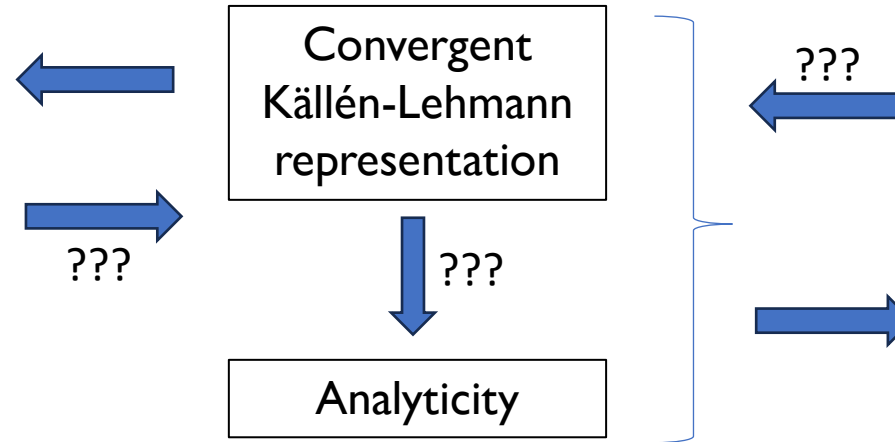 Convergent
Källén-Lehmann
representation
???
???
???
Analyticity